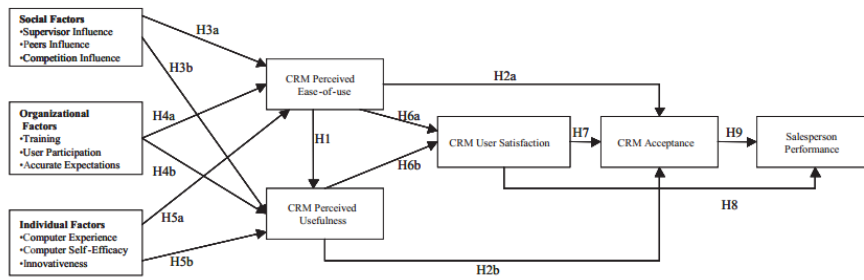 Social Factors
•Supervisor Influence
•Peers Influence
•Competition Influence
H3a
H3b
CRM Perceived
Ease-of-use
H2a
Organizational
Factors
•Training
•User Participation
•Accurate Expectations
H4a
H4b
H1
H6a
H6b
CRM User Satisfaction
H7
CRM Acceptance
H9
Salesperson
Performance
H8
Individual Factors
•Computer Experience
•Computer Self-Efficacy
•Innovativeness
H5a
H5b
CRM Perceived
Usefulness
H2b